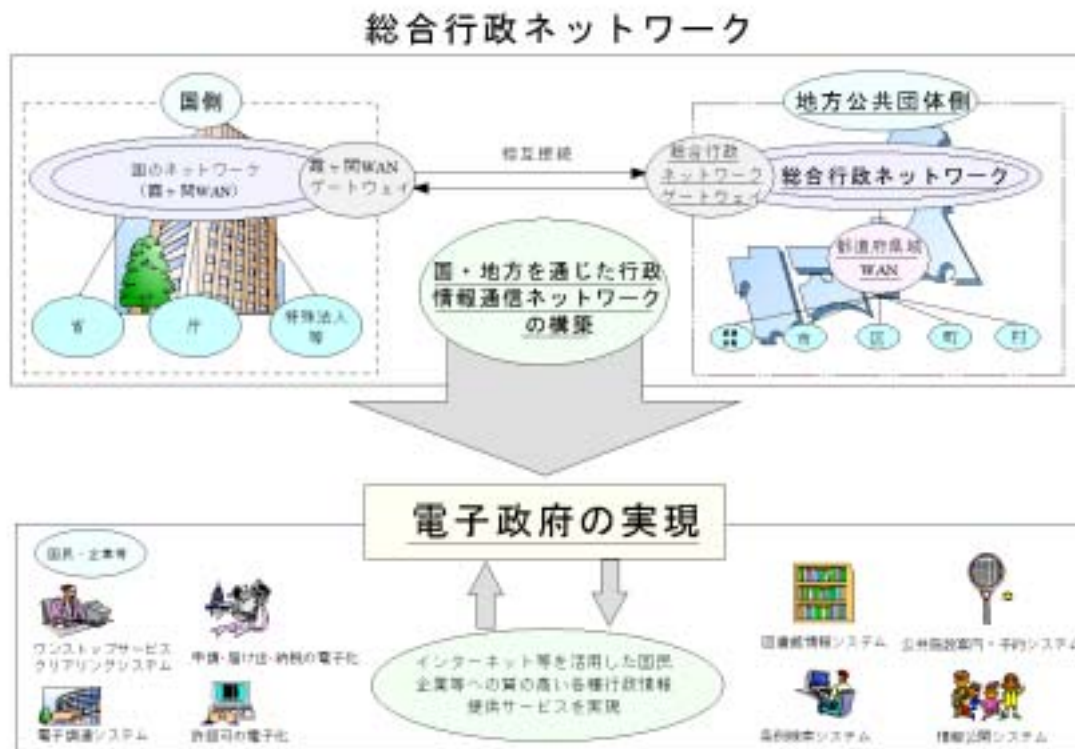 総合行政ネットワーク
国側
地方公共団体側
国のネットワーク
（霞ヶ関WAN）
霞ヶ関WAN
ゲートウェイ
相互接続
総合行政
ネットワーク
ゲートウェイ
総合行政ネットワーク
都道府県域
WAN
国・地方を通じた行政
情報通信ネットワーク
の構築
省
庁
特殊法人
等
市
区
町
村
電子政府の実現
国民・企業等
ワンストップサービス
クリアリングシステム
申請・届け出・納税の電子化
電子調達システム
許認可の電子化
インターネット等を活用した国民
企業等への質の高い各種行政情報
提供サービスを実現
図書館情報システム
公共施設案内・予約システム
条例検索システム
情報公開システム